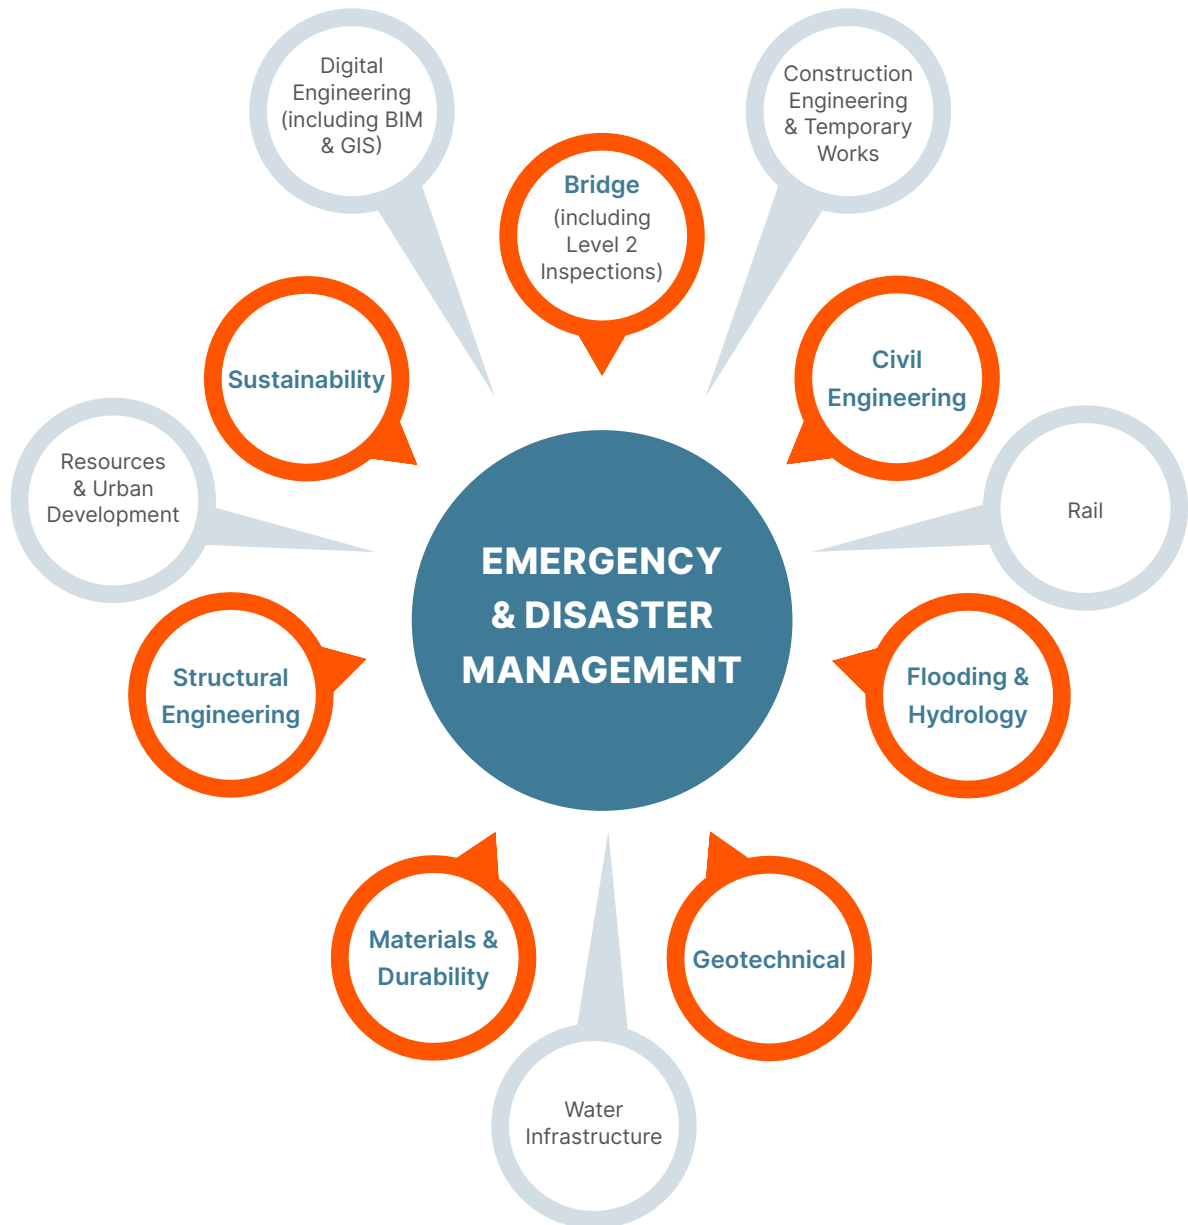 Digital
Engineering
(including BIM
& GIS)
Construction
Engineering
& Temporary
Works
Bridge
(including
Level 2
Inspections)
Sustainability
Civil
Engineering
Resources
& Urban
Development
Rail
EMERGENCY
& DISASTER
MANAGEMENT
Structural
Engineering
Flooding &
Hydrology
Materials &
Durability
Geotechnical
Water
Infrastructure